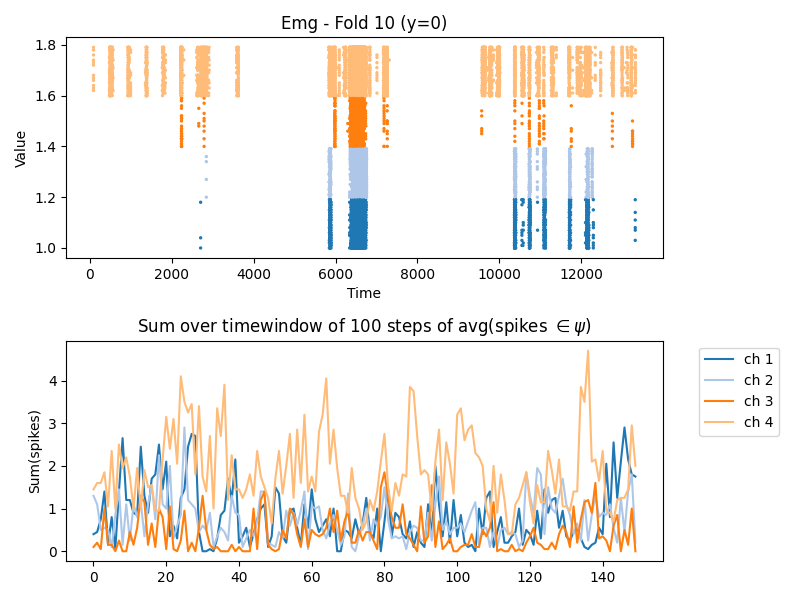 Emg - Fold 10 (y=0)
1.8
1.6
1.4
1.2
1.0
Value
0 2000 4000 6000 8000 10000 12000
Time
Sum over timewindow of 100 steps of avg(spikes ∈ ψ)
4
3
2
1
0
Sum(spikes)
0 20 40 60 80 100 120 140
ch 1
ch 2
ch 3
ch 4